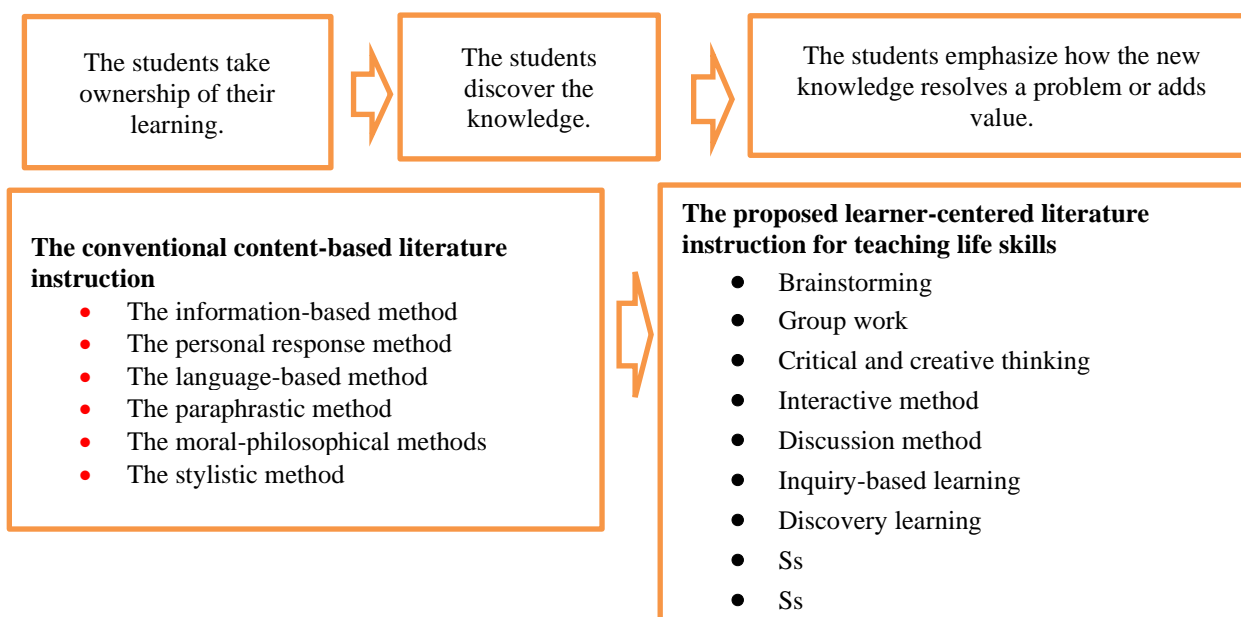 The students take
ownership of their
learning.
The students
discover the
knowledge.
The students emphasize how the new
knowledge resolves a problem or adds
value.
The conventional content-based literature
instruction
• The information-based method
• The personal response method
• The language-based method
• The paraphrastic method
• The moral-philosophical methods
• The stylistic method
The proposed learner-centered literature
instruction for teaching life skills
• Brainstorming
• Group work
• Critical and creative thinking
• Interactive method
• Discussion method
• Inquiry-based learning
• Discovery learning
• Ss
• Ss